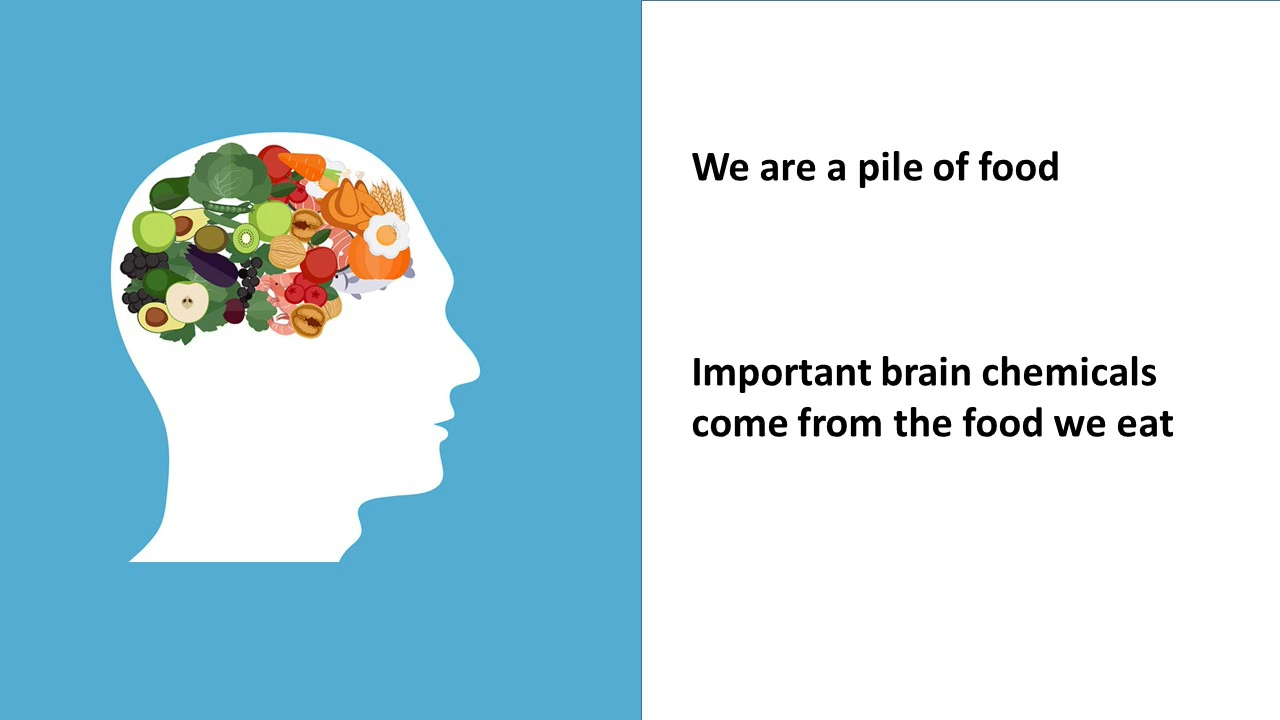 We are a pile of food
Important brain chemicals
come from the food we eat